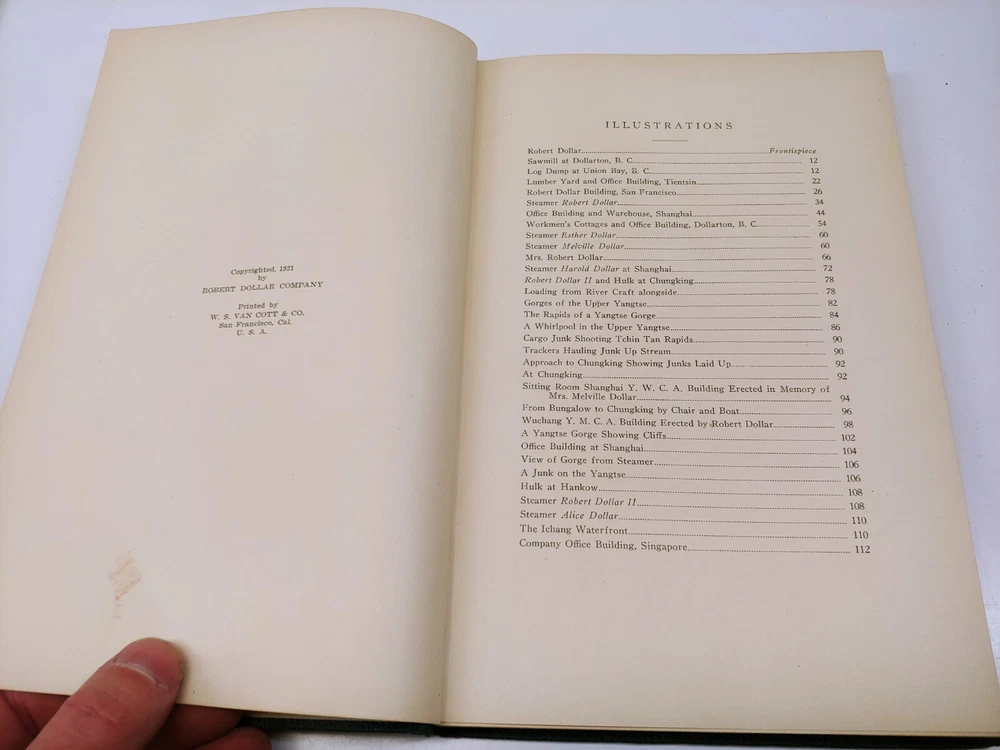 Copyrighted, 1921
by
ROBERT DOLLAR COMPANY
Printed by
W. S. VAN COTT & CO.
San Francisco, Cal.
U. S. A.
ILLUSTRATIONS
Robert Dollar Frontispiece
Sawmill at Dollarton, B. C. 12
Log Dump at Union Bay, B. C. 12
Lumber Yard and Office Building, Tientsin 22
Robert Dollar Building, San Francisco 26
Steamer Robert Dollar 34
Office Building and Warehouse, Shanghai 44
Workmen's Cottages and Office Building, Dollarton, B. C. 54
Steamer Esther Dollar 60
Steamer Melville Dollar 60
Mrs. Robert Dollar 66
Steamer Harold Dollar at Shanghai 72
Robert Dollar II and Hulk at Chungking 78
Loading from River Craft alongside 78
Gorges of the Upper Yangtse 82
The Rapids of a Yangtse Gorge 84
A Whirlpool in the Upper Yangtse 86
Cargo Junk Shooting Tchin Tan Rapids 90
Trackers Hauling Junk Up Stream 90
Approach to Chungking Showing Junks Laid Up 92
At Chungking 92
Sitting Room Shanghai Y. W. C. A. Building Erected in Memory of
Mrs. Melville Dollar 94
From Bungalow to Chungking by Chair and Boat 96
Wuchang Y. M. C. A. Building Erected by Robert Dollar 98
A Yangtse Gorge Showing Cliffs 102
Office Building at Shanghai 104
View of Gorge from Steamer 106
A Junk on the Yangtse 106
Hulk at Hankow 108
Steamer Robert Dollar II 108
Steamer Alice Dollar 110
The Ichang Waterfront 110
Company Office Building, Singapore 112